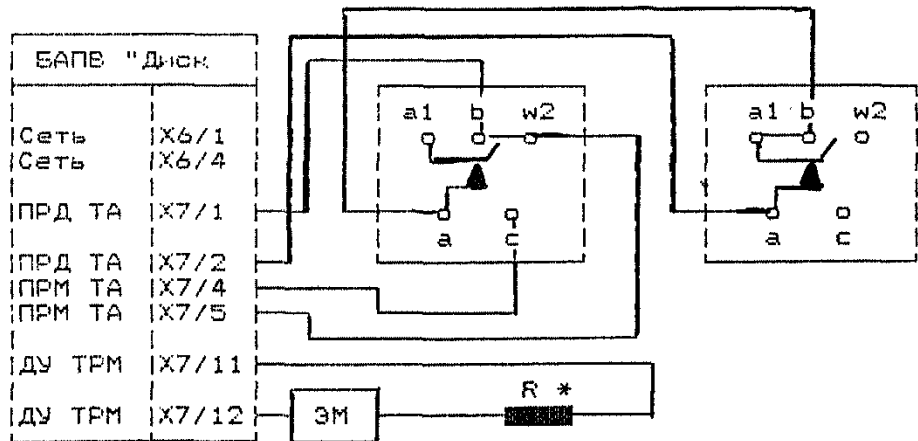 БАПВ "Диск
a1 b w2
a1 b w2
Сеть X6/1
Сеть X6/4
ПРД ТА X7/1
a c
a c
ПРД ТА X7/2
ПРМ ТА X7/4
ПРМ ТА X7/5
ДУ ТРМ X7/11
R *
ДУ ТРМ X7/12
ЭМ